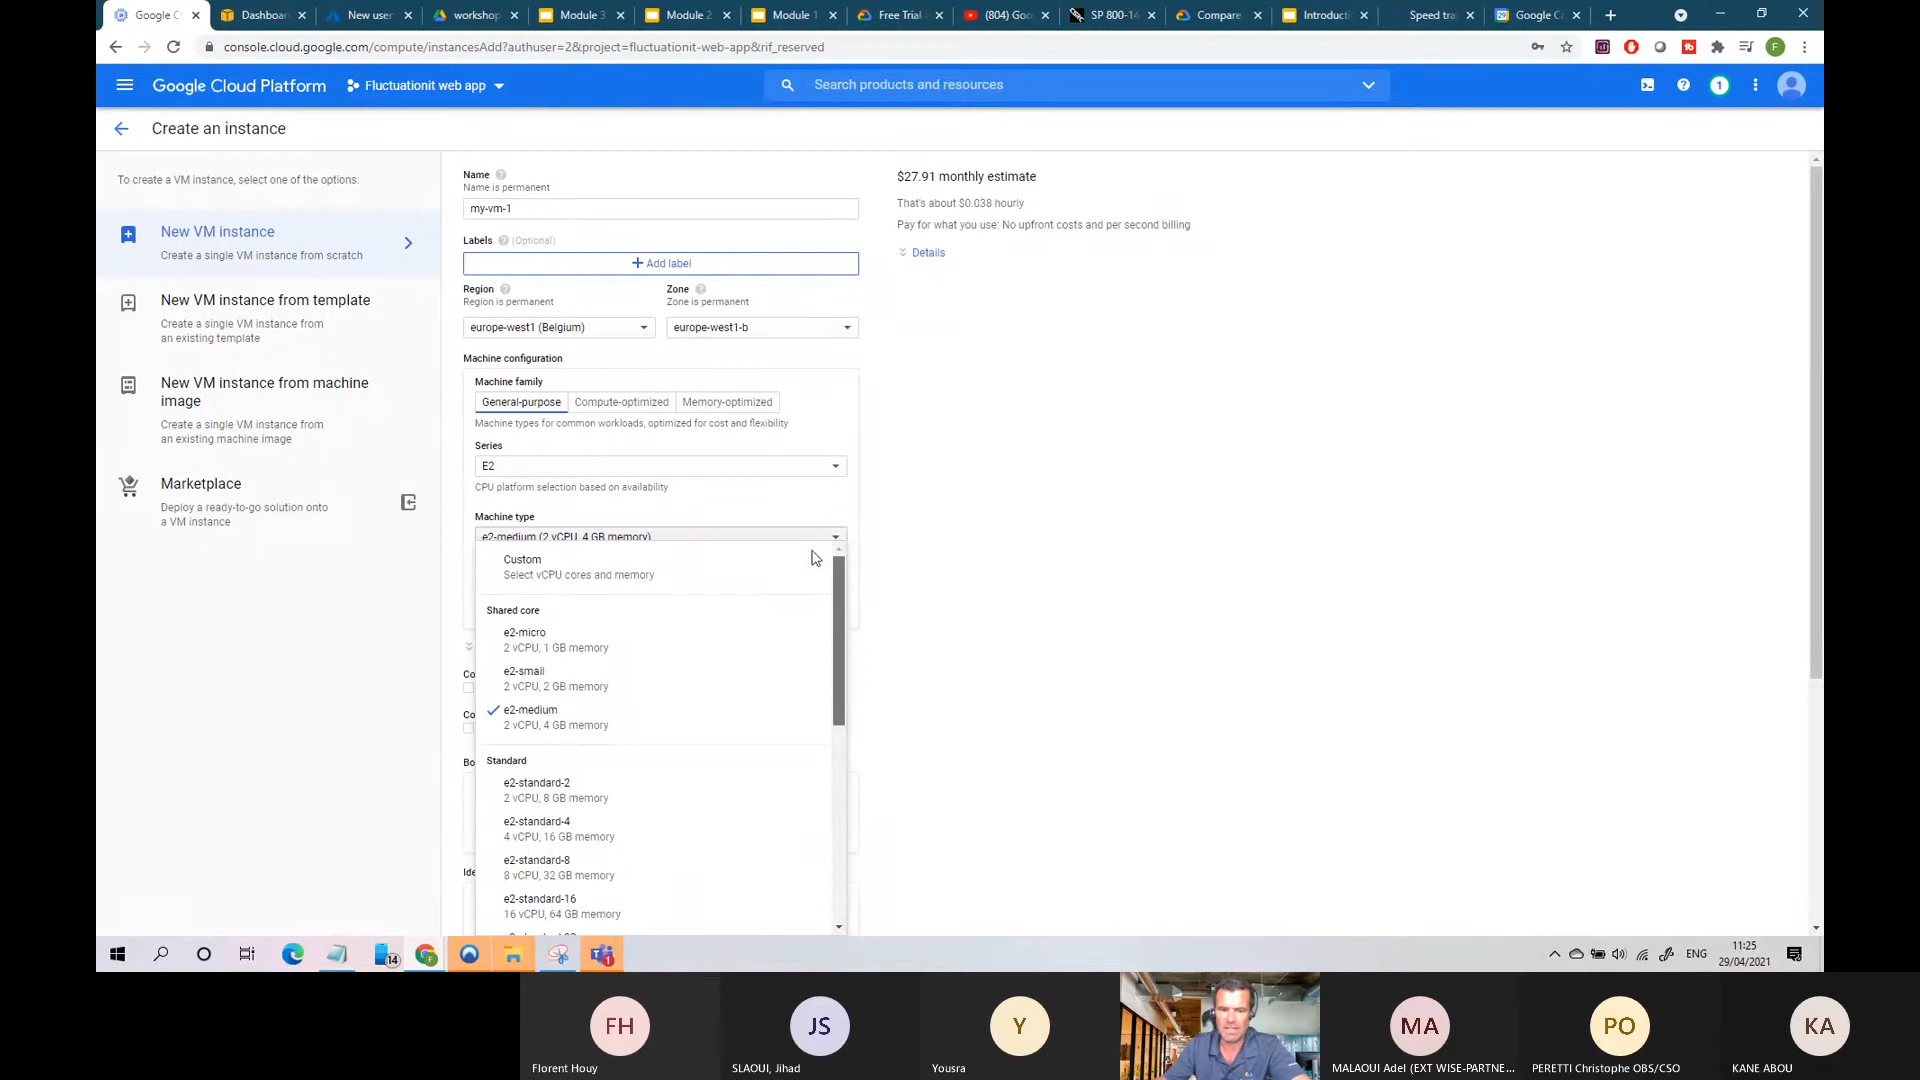 Google C
Dashboar
New user
workshop
Module 3
Module 2
Module 1
Free Trial
(804) Goo
SP 800-14
Compare
Introducti
Speed tra
Google C
console.cloud.google.com/compute/instancesAdd?authuser=2&project=fluctuationit-web-app&rif_reserved
F
Google Cloud Platform
Fluctuationit web app
Search products and resources
1
Create an instance
To create a VM instance, select one of the options:
New VM instance
Create a single VM instance from scratch
New VM instance from template
Create a single VM instance from
an existing template
New VM instance from machine
image
Create a single VM instance from
an existing machine image
Marketplace
Deploy a ready-to-go solution onto
a VM instance
Name
Name is permanent
my-vm-1
Labels (Optional)
Add label
Region
Region is permanent
europe-west1 (Belgium)
Zone
Zone is permanent
europe-west1-b
Machine configuration
Machine family
General-purpose
Compute-optimized
Memory-optimized
Machine types for common workloads, optimized for cost and flexibility
Series
E2
CPU platform selection based on availability
Machine type
e2-medium (2 vCPU, 4 GB memory)
Custom
Select vCPU cores and memory
Shared core
e2-micro
2 vCPU, 1 GB memory
e2-small
2 vCPU, 2 GB memory
e2-medium
2 vCPU, 4 GB memory
Standard
e2-standard-2
2 vCPU, 8 GB memory
e2-standard-4
4 vCPU, 16 GB memory
e2-standard-8
8 vCPU, 32 GB memory
e2-standard-16
16 vCPU, 64 GB memory
Co
Co
Bo
Ide
$27.91 monthly estimate
That's about $0.038 hourly
Pay for what you use: No upfront costs and per second billing
Details
14
1
ENG
11:25
29/04/2021
FH
Florent Houy
JS
SLAOUI, Jihad
Y
Yousra
MA
MALAOUI Adel (EXT WISE-PARTNE...
PO
PERETTI Christophe OBS/CSO
KA
KANE ABOU